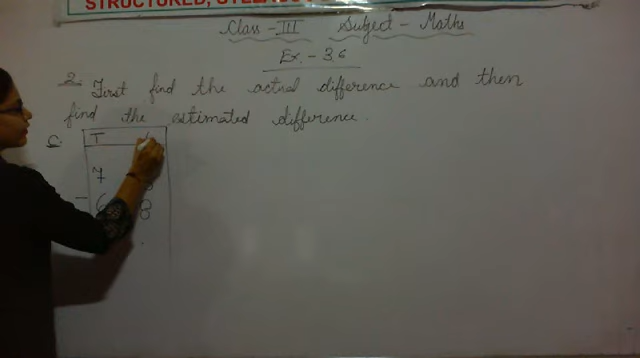 STRUCTURED,
Class - III Subject - Maths
Ex. - 3.6
2. First find the actual difference and then
find the estimated difference.
C. T
7
- 6 8